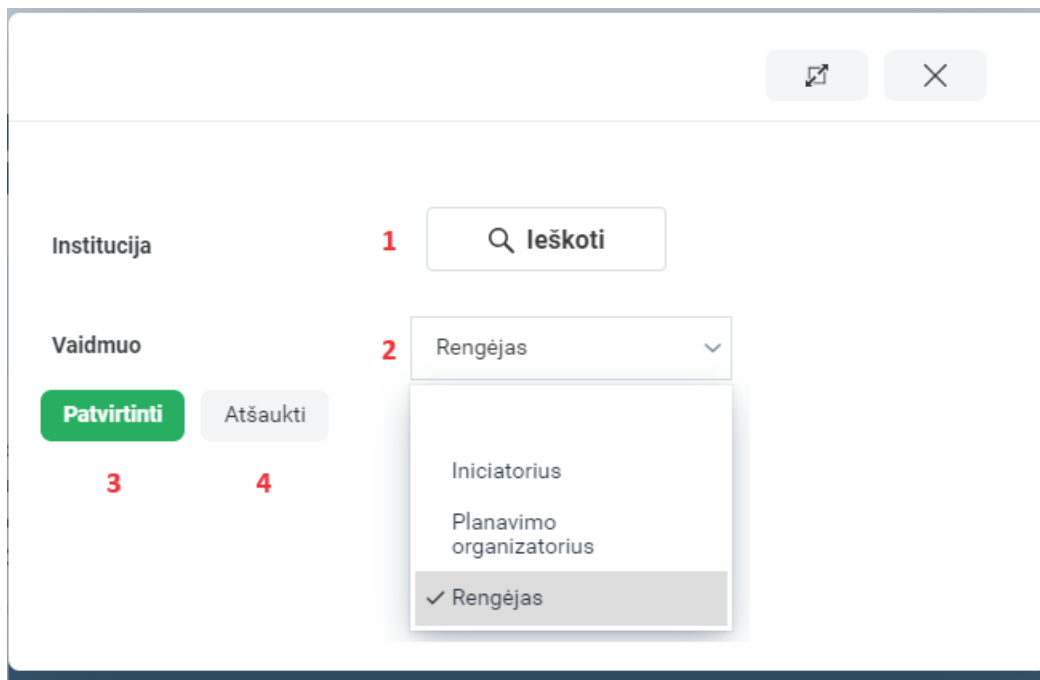 Institucija 1 Ieškoti
Vaidmuo 2 Rengėjas
Patvirtinti Atšaukti
3 4
Iniciatorius
Planavimo
organizatorius
Rengėjas